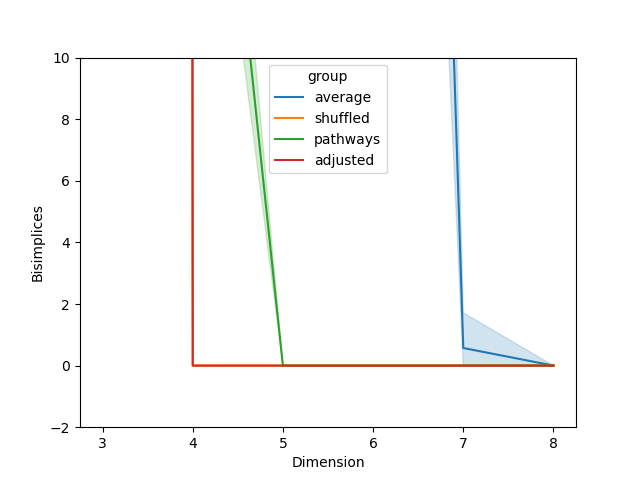 group
average
shuffled
pathways
adjusted
10
8
6
4
2
0
−2
Bisimplices
3 4 5 6 7 8
Dimension